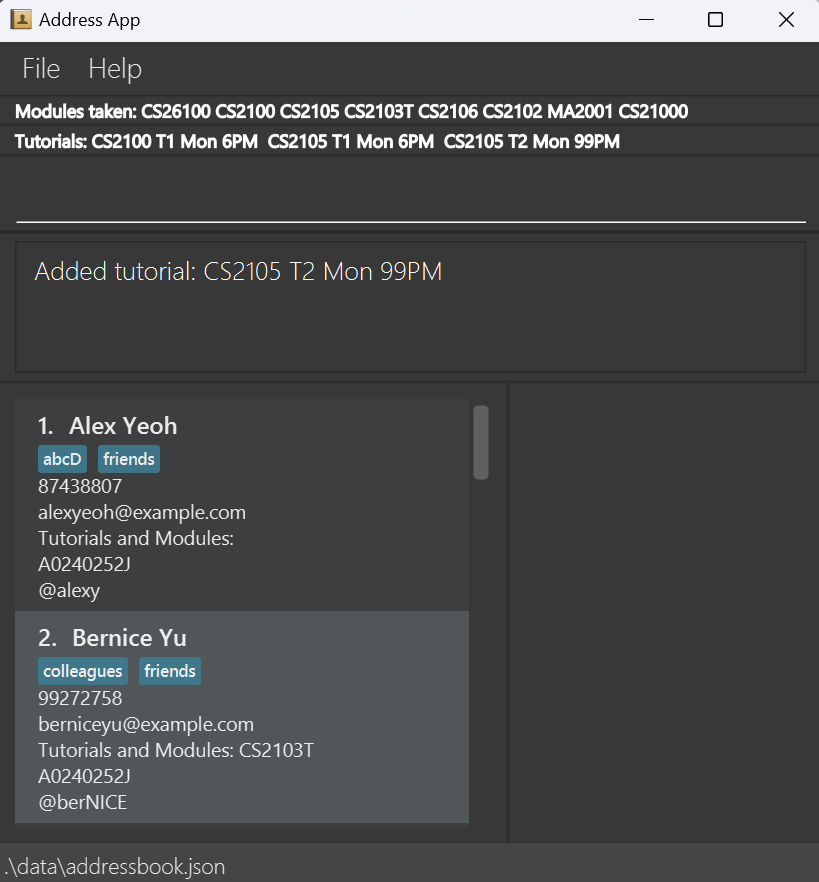 Address App
File Help
Modules taken: CS26100 CS2100 CS2105 CS2103T CS2106 CS2102 MA2001 CS21000
Tutorials: CS2100 T1 Mon 6PM  CS2105 T1 Mon 6PM  CS2105 T2 Mon 99PM
Added tutorial: CS2105 T2 Mon 99PM
1. Alex Yeoh
abcD friends
87438807
alexyeoh@example.com
Tutorials and Modules:
A0240252J
@alexy
2. Bernice Yu
colleagues friends
99272758
berniceyu@example.com
Tutorials and Modules: CS2103T
A0240252J
@berNICE
.\data\addressbook.json